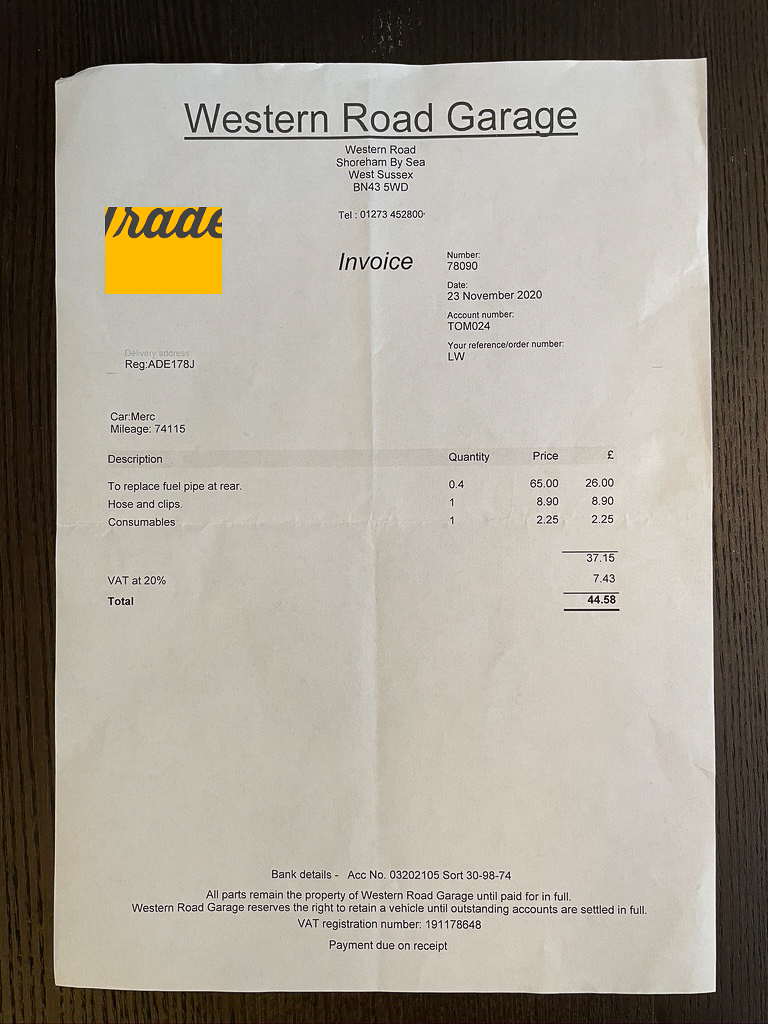 Western Road Garage
Western Road
Shoreham By Sea
West Sussex
BN43 5WD
Tel : 01273 452800
Trade
Invoice
Number:
78090
Date:
23 November 2020
Account number:
TOM024
Your reference/order number:
LW
Delivery address
Reg:ADE178J
Car:Merc
Mileage: 74115
Description Quantity Price £
To replace fuel pipe at rear. 0.4 65.00 26.00
Hose and clips. 1 8.90 8.90
Consumables 1 2.25 2.25
37.15
VAT at 20% 7.43
Total 44.58
Bank details - Acc No. 03202105 Sort 30-98-74
All parts remain the property of Western Road Garage until paid for in full.
Western Road Garage reserves the right to retain a vehicle until outstanding accounts are settled in full.
VAT registration number: 191178648
Payment due on receipt